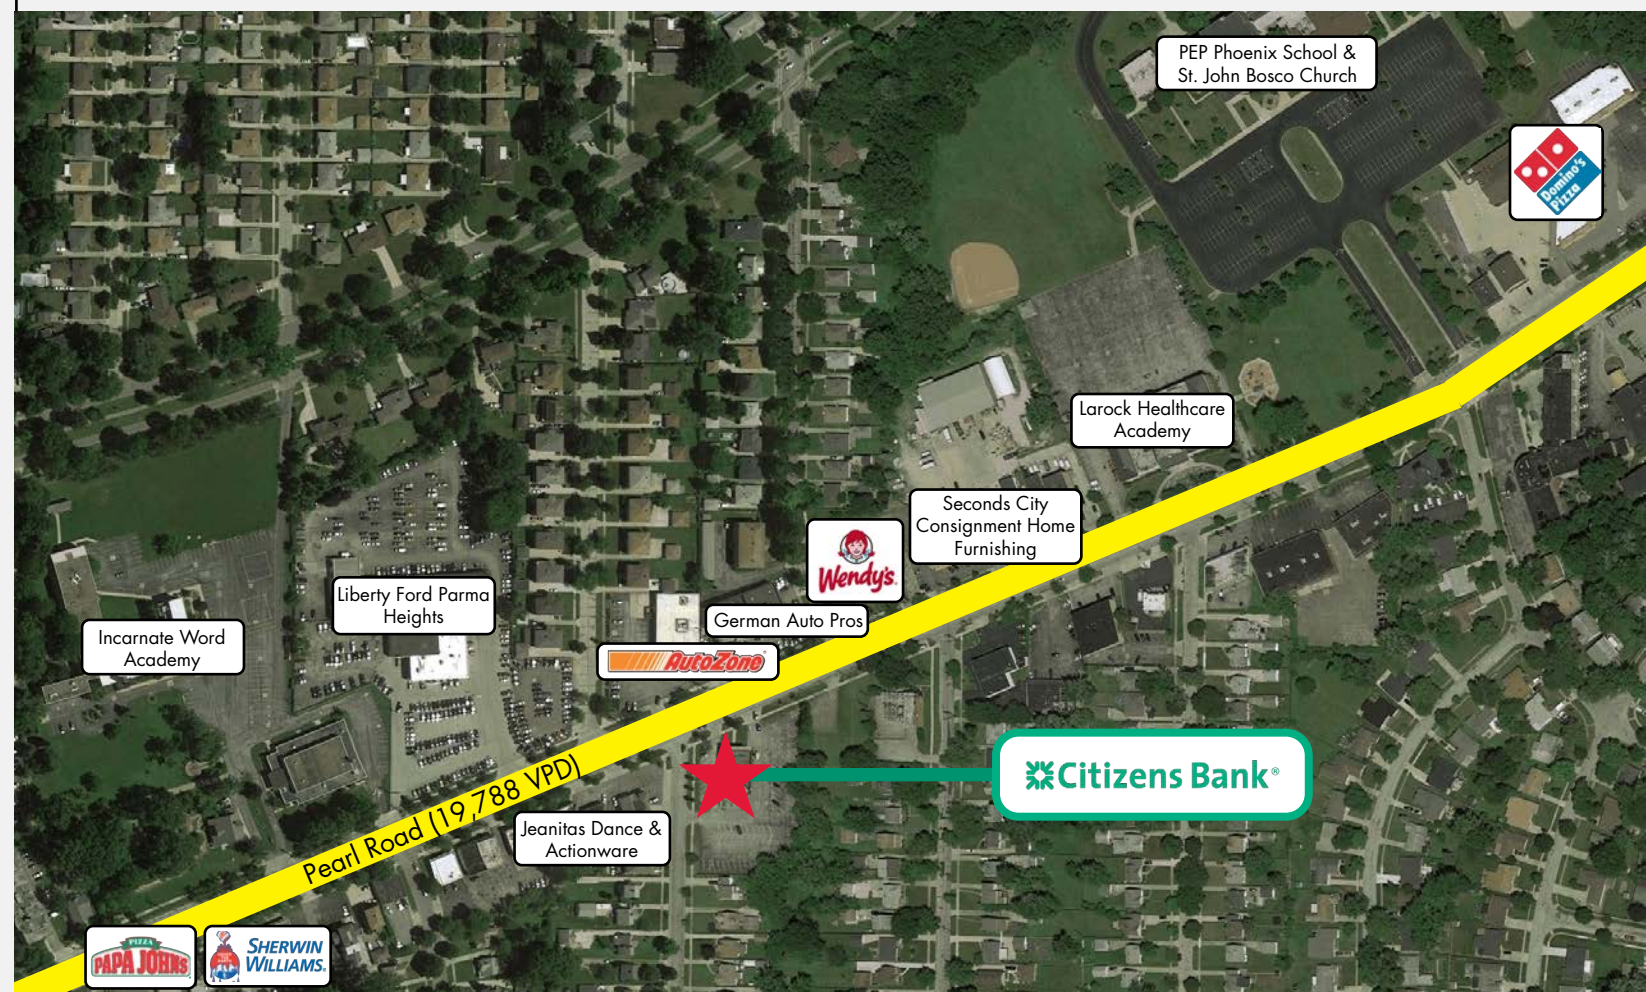 PEP Phoenix School &
St. John Bosco Church
Domino's
Pizza
Larock Healthcare
Academy
Seconds City
Consignment Home
Furnishing
Wendy's
German Auto Pros
AutoZone
Liberty Ford Parma
Heights
Incarnate Word
Academy
Citizens Bank®
Pearl Road (19,788 VPD)
Jeanitas Dance &
Actionware
PIZZA
PAPA JOHNS
SHERWIN
WILLIAMS.